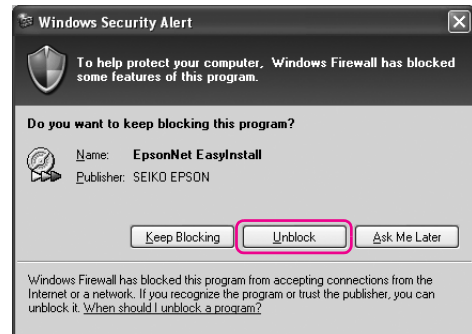 Windows Security Alert
To help protect your computer, Windows Firewall has blocked
some features of this program.
Do you want to keep blocking this program?
Name: EpsonNet EasyInstall
Publisher: SEIKO EPSON
Keep Blocking Unblock Ask Me Later
Windows Firewall has blocked this program from accepting connections from the
Internet or a network. If you recognize the program or trust the publisher, you can
unblock it. When should I unblock a program?